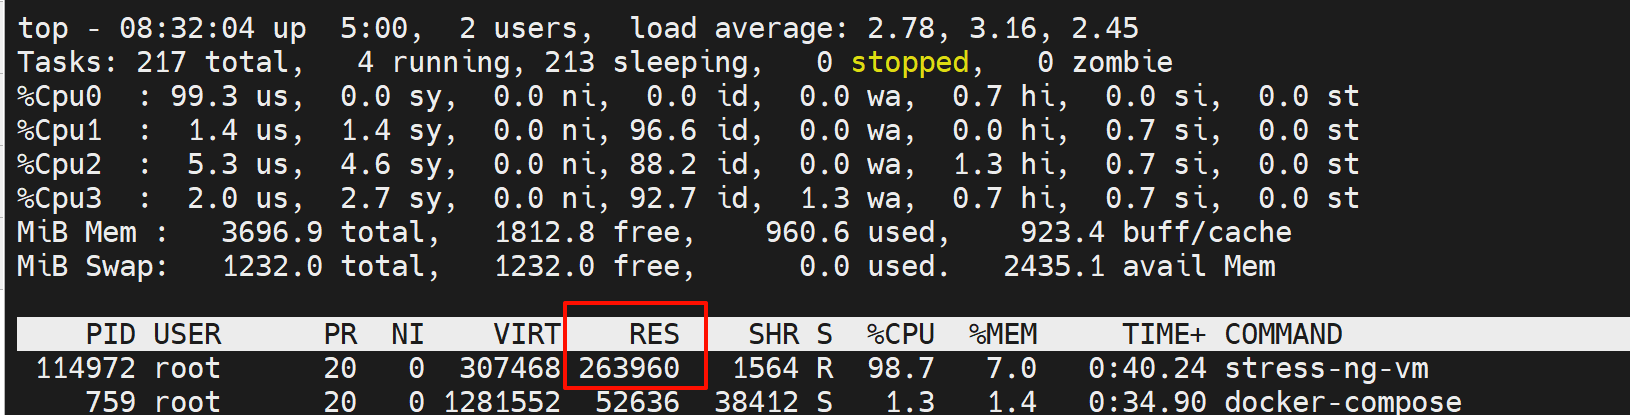 top - 08:32:04 up  5:00,  2 users,  load average: 2.78, 3.16, 2.45
Tasks: 217 total,   4 running, 213 sleeping,   0 stopped,   0 zombie
%Cpu0  : 99.3 us,  0.0 sy,  0.0 ni,  0.0 id,  0.0 wa,  0.7 hi,  0.0 si,  0.0 st
%Cpu1  :  1.4 us,  1.4 sy,  0.0 ni, 96.6 id,  0.0 wa,  0.0 hi,  0.7 si,  0.0 st
%Cpu2  :  5.3 us,  4.6 sy,  0.0 ni, 88.2 id,  0.0 wa,  1.3 hi,  0.7 si,  0.0 st
%Cpu3  :  2.0 us,  2.7 sy,  0.0 ni, 92.7 id,  1.3 wa,  0.7 hi,  0.7 si,  0.0 st
MiB Mem :   3696.9 total,   1812.8 free,    960.6 used,    923.4 buff/cache
MiB Swap:   1232.0 total,   1232.0 free,      0.0 used.   2435.1 avail Mem
PID USER      PR  NI    VIRT    RES    SHR S  %CPU  %MEM     TIME+ COMMAND
114972 root      20   0  307468 263960   1564 R  98.7   7.0   0:40.24 stress-ng-vm
759 root      20   0 1281552  52636  38412 S   1.3   1.4   0:34.90 docker-compose